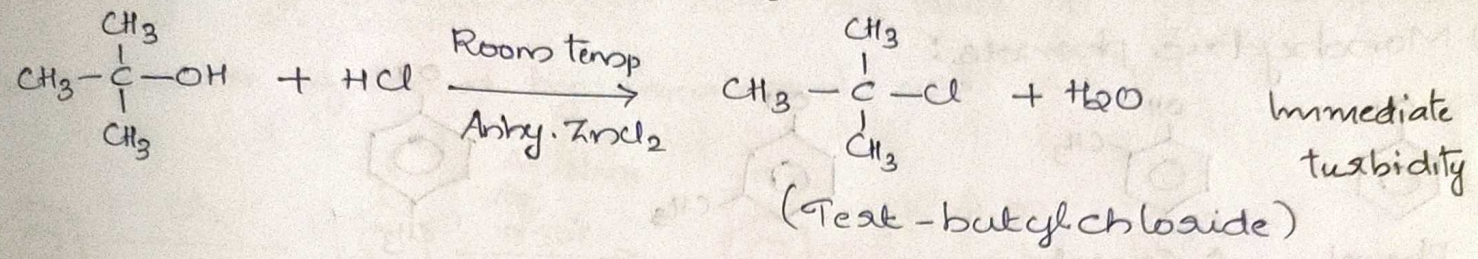 CH3 CH3
| Room temp |
CH3-C-OH + HCl → CH3-C-Cl + H2O Immediate
| Anhy. ZnCl2 | turbidity
CH3 CH3
(Tert-butylchloride)